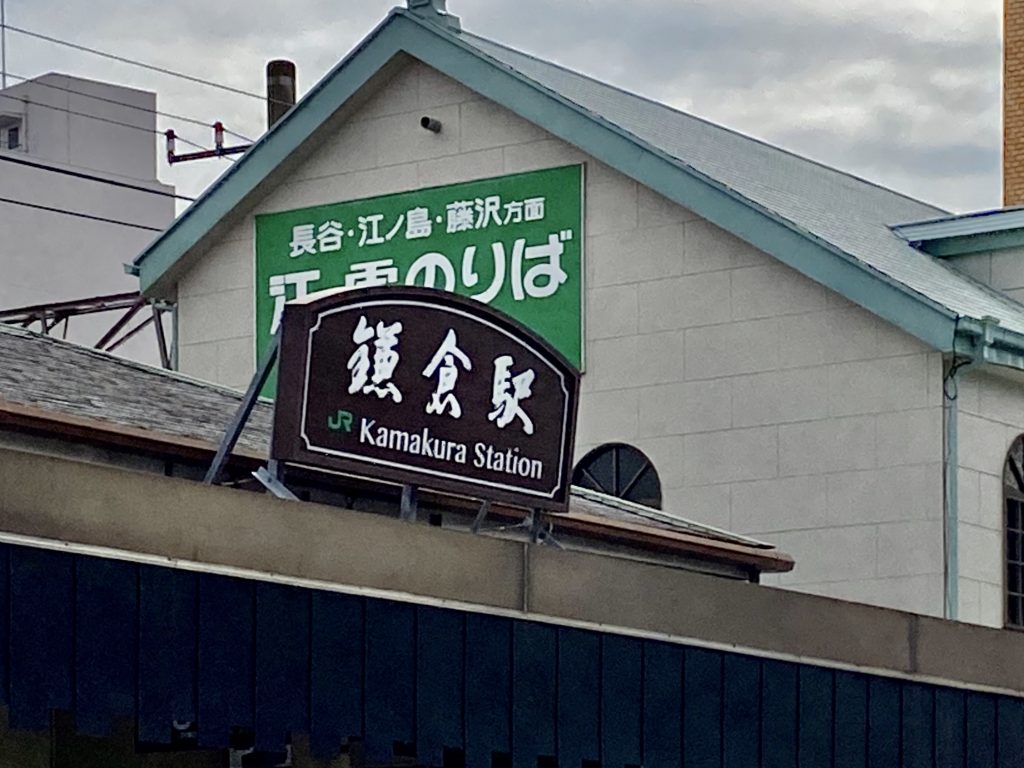 長谷・江ノ島・藤沢方面
江電のりば
鎌倉駅
JR Kamakura Station